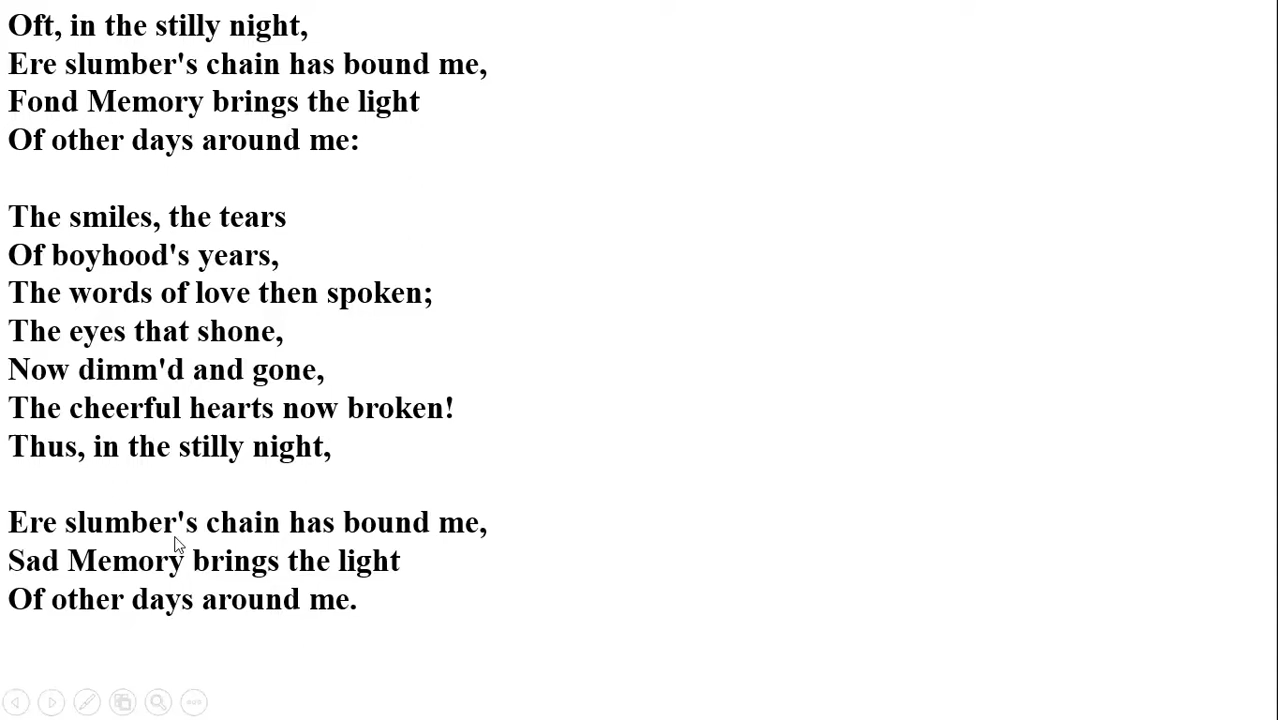 Oft, in the stilly night,
Ere slumber's chain has bound me,
Fond Memory brings the light
Of other days around me:
The smiles, the tears
Of boyhood's years,
The words of love then spoken;
The eyes that shone,
Now dimm'd and gone,
The cheerful hearts now broken!
Thus, in the stilly night,
Ere slumber's chain has bound me,
Sad Memory brings the light
Of other days around me.